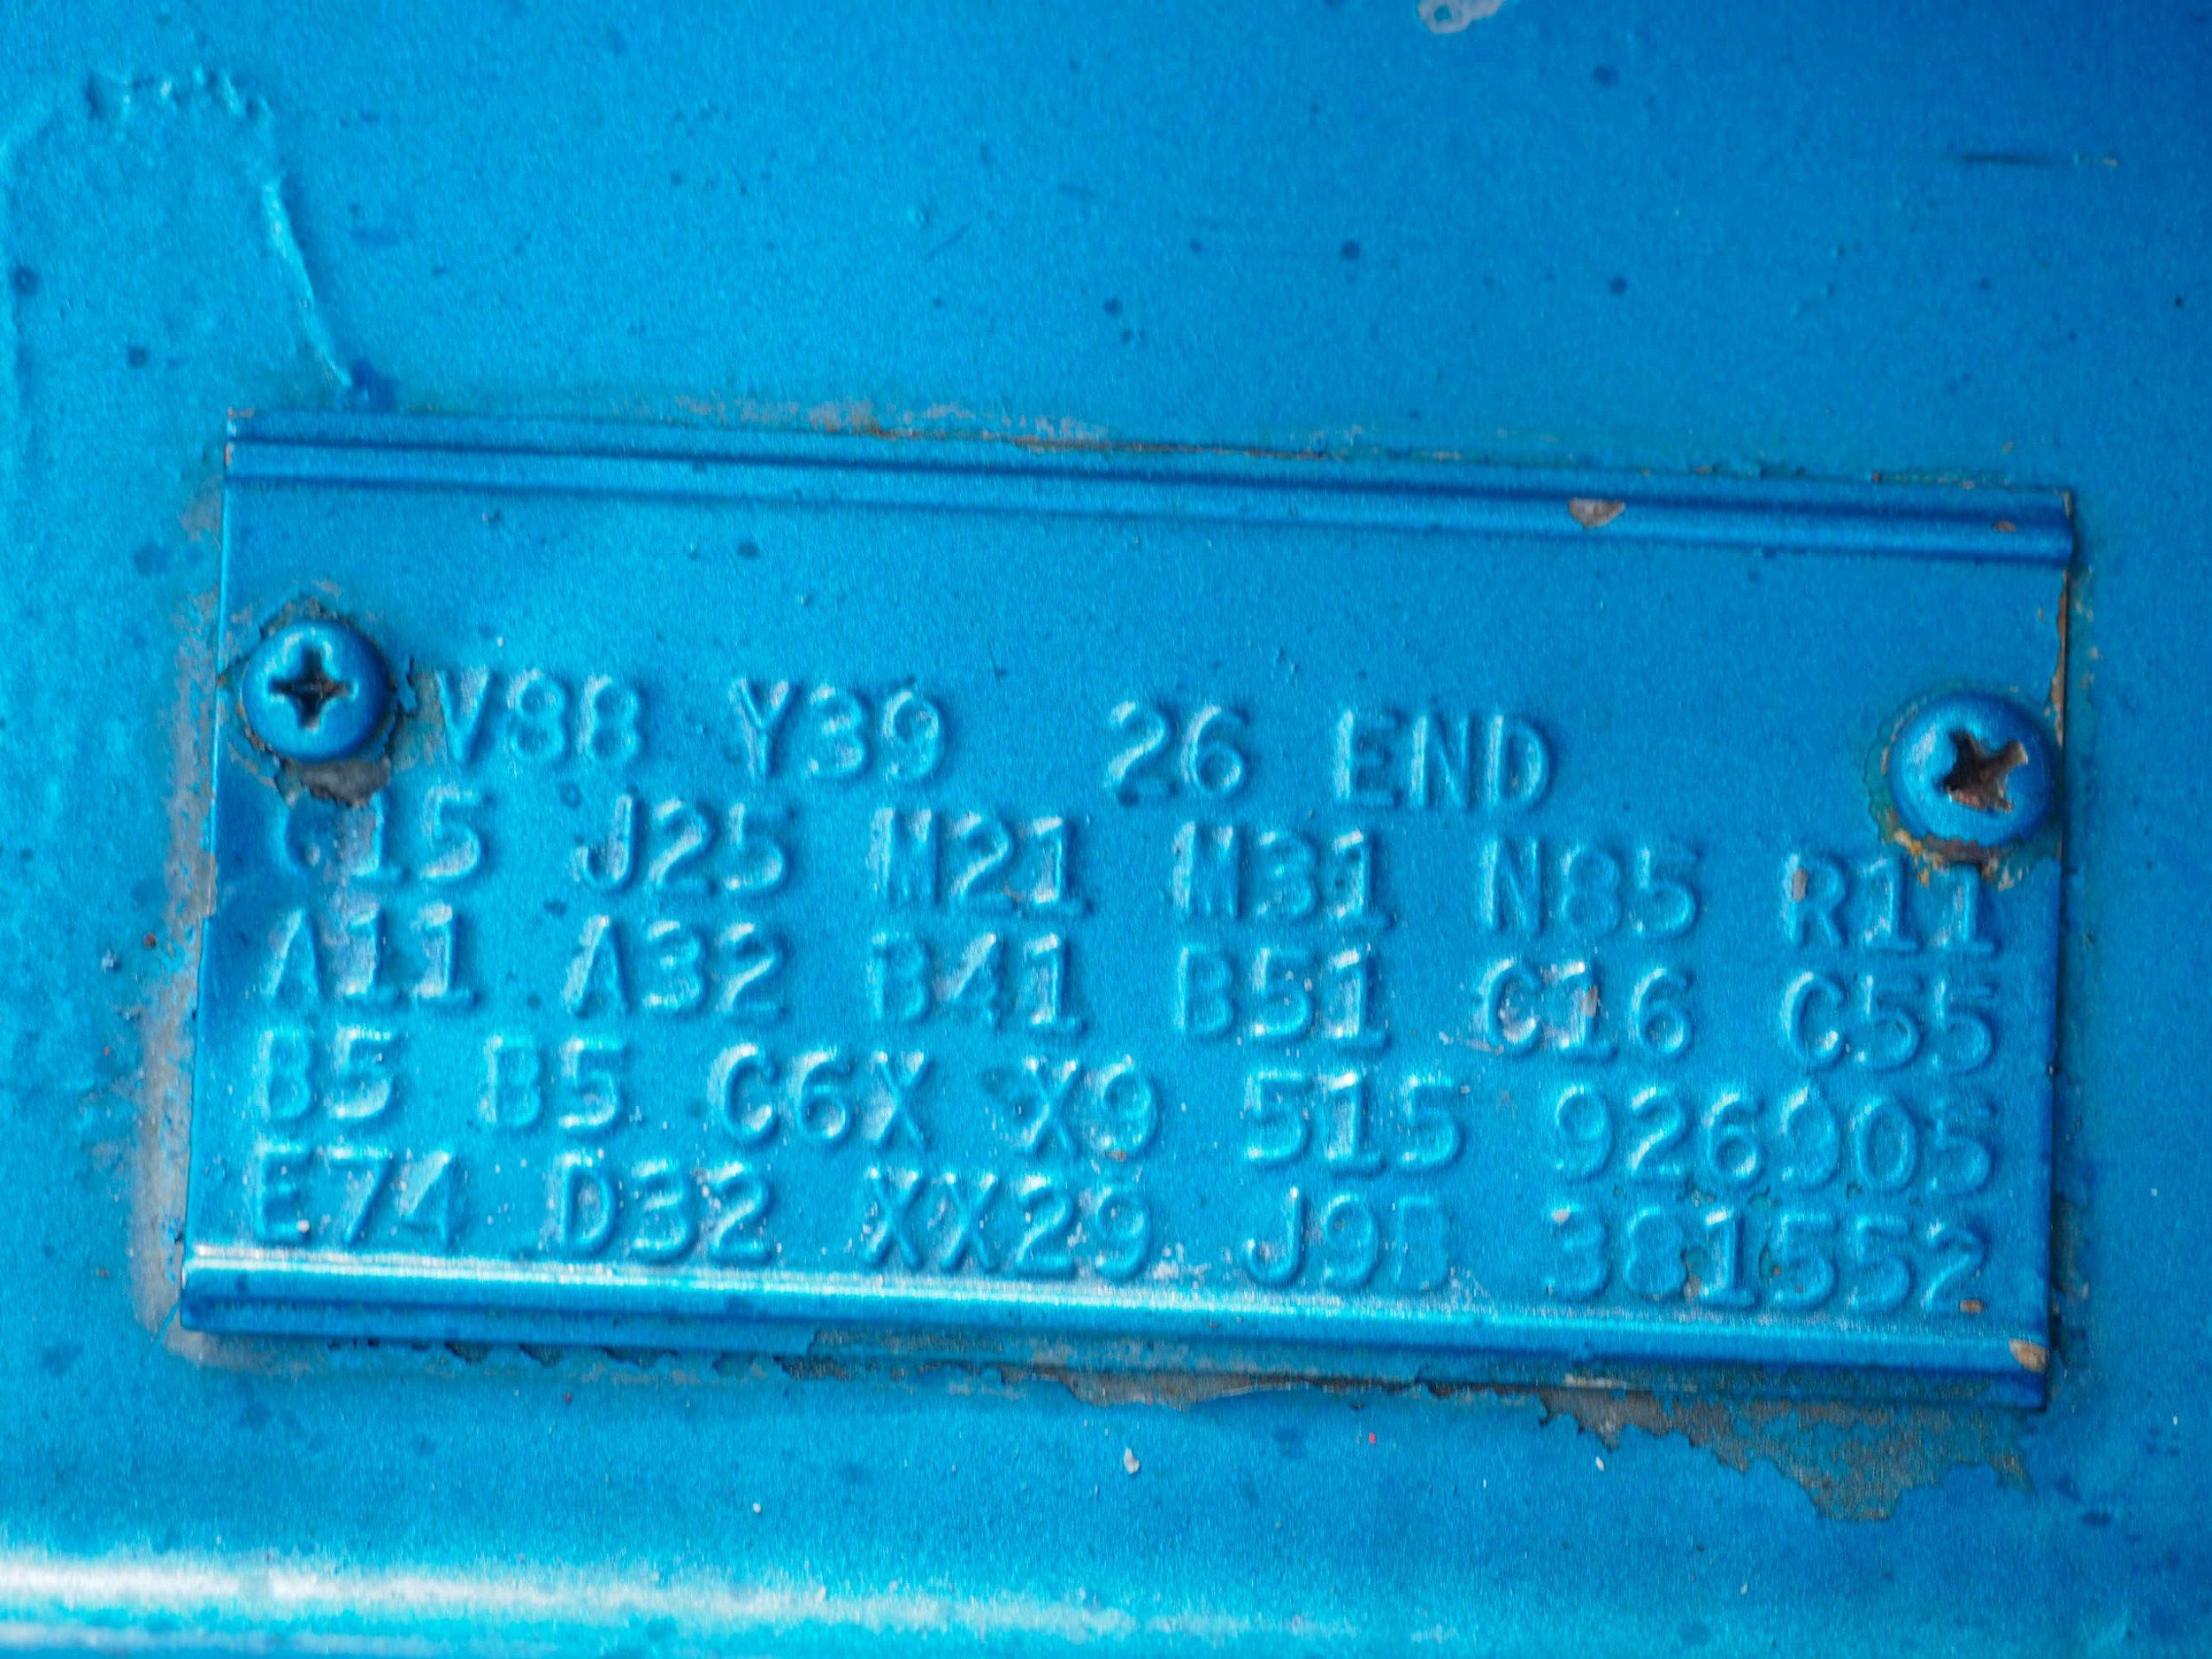 V88 Y39 26 END
C15 J25 M21 M31 N85 R11
A11 A32 B41 B51 C16 C55
B5 B5 C6X X9 515 926905
E74 D32 XX29 J9B 381552